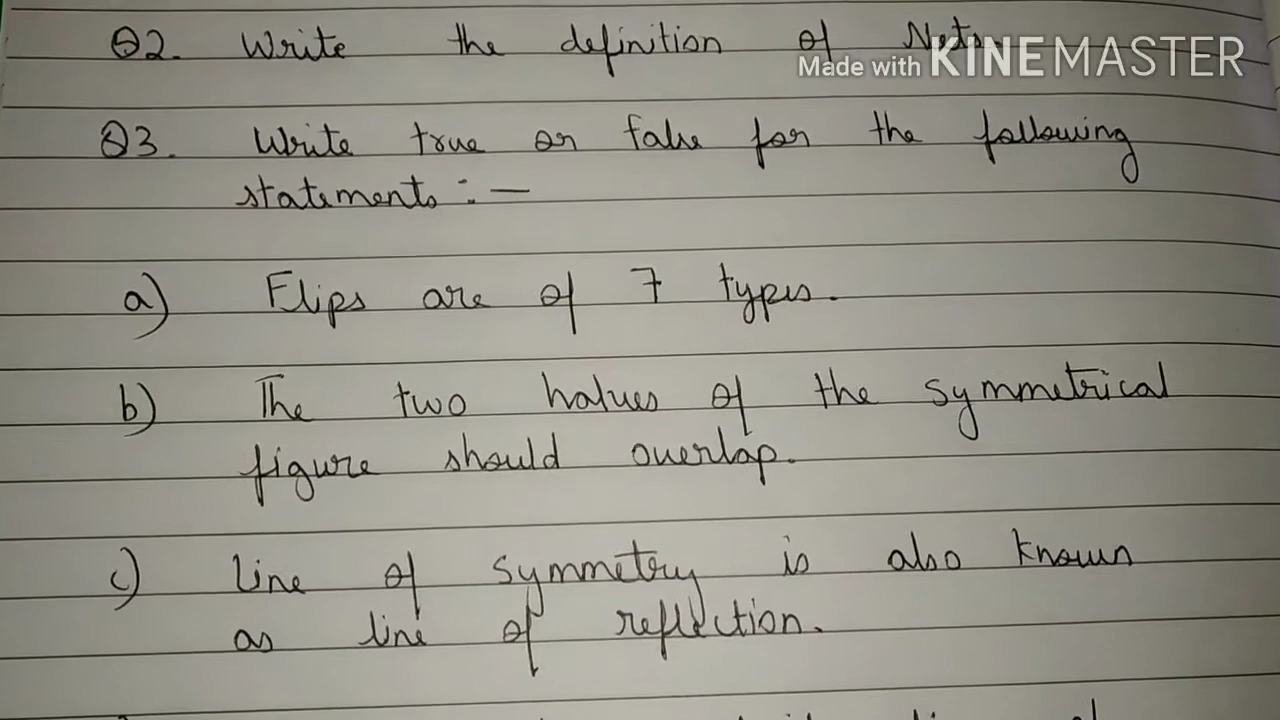 Q2. Write the definition of Nets
Made with KINEMASTER
Q3. Write true or false for the following
statements :—
a) Flips are of 7 types.
b) The two halves of the symmetrical
figure should overlap.
c) Line of symmetry is also known
as line of reflection.